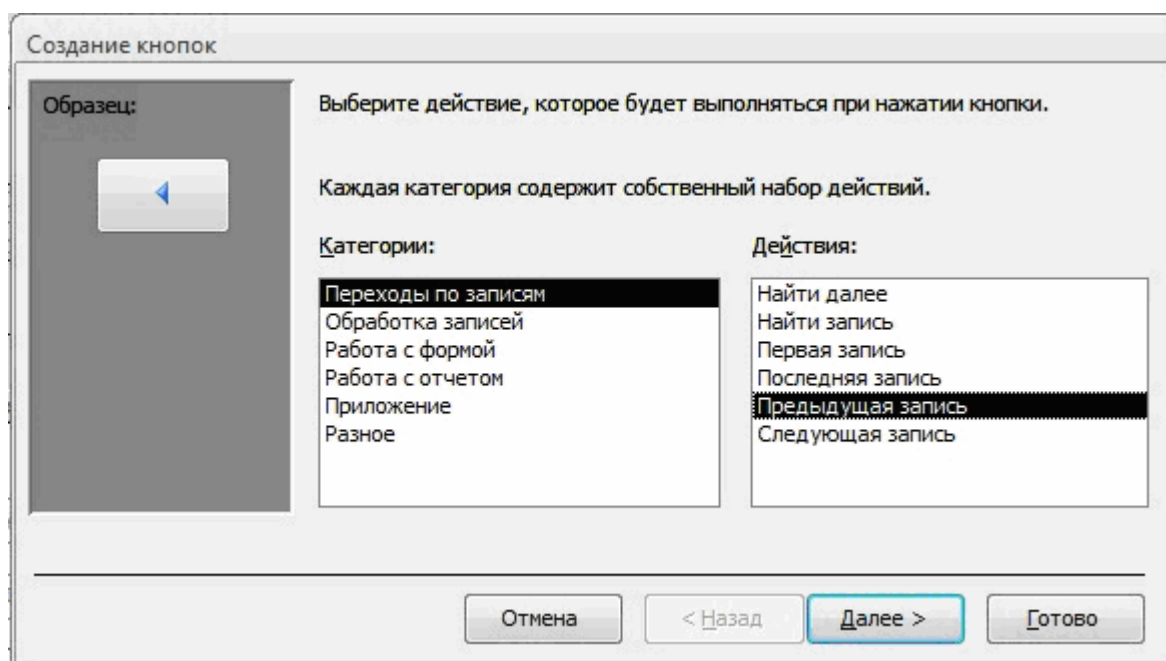 Создание кнопок
Образец:
Выберите действие, которое будет выполняться при нажатии кнопки.
Каждая категория содержит собственный набор действий.
Категории:
Переходы по записям
Обработка записей
Работа с формой
Работа с отчетом
Приложение
Разное
Действия:
Найти далее
Найти запись
Первая запись
Последняя запись
Предыдущая запись
Следующая запись
Отмена
< Назад
Далее >
Готово